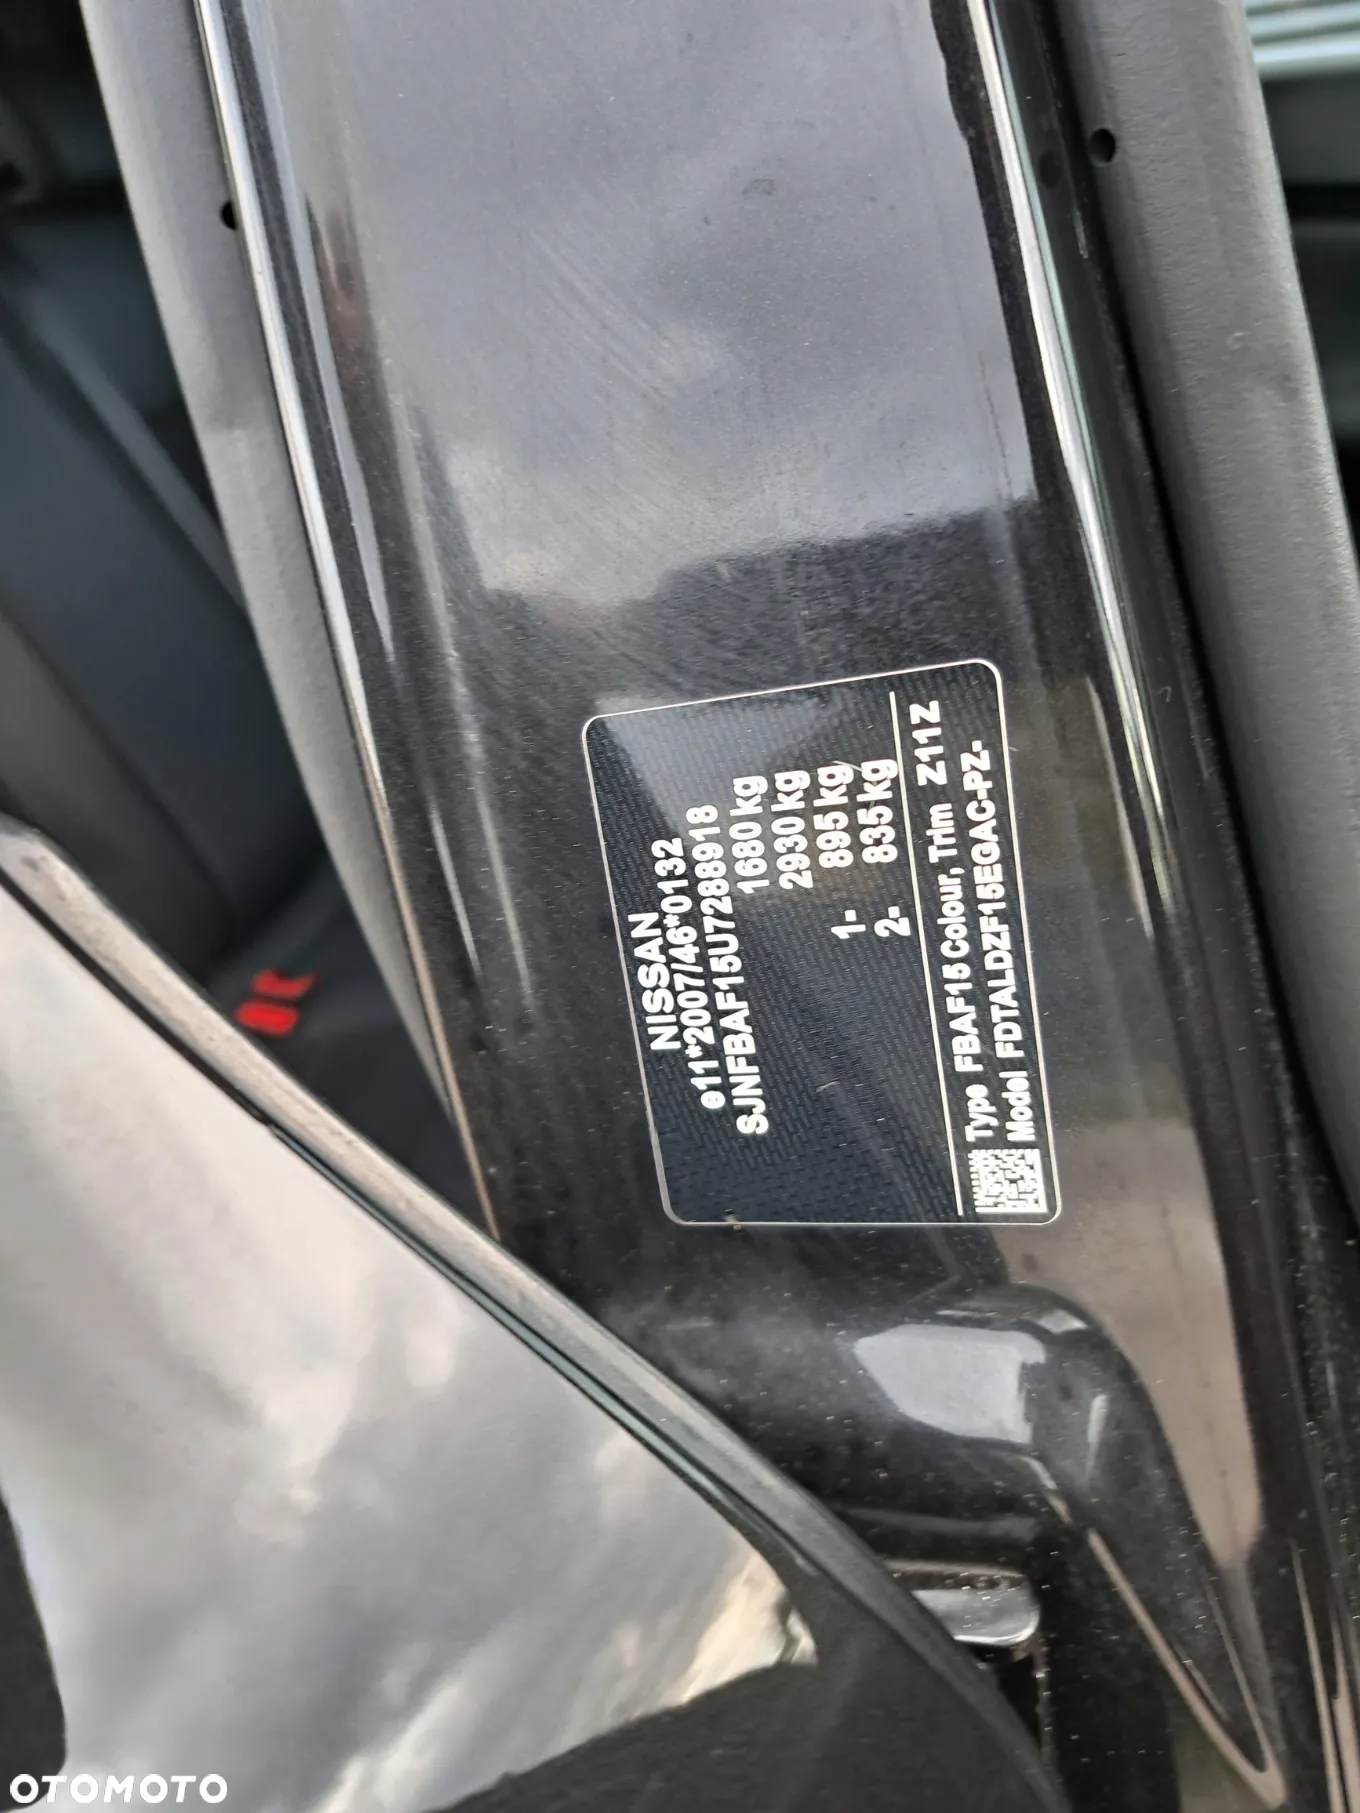 NISSAN
e11*2007/46*0132
SJNFBAF15U7288918
1680 kg
2930 kg
1- 895 kg
2- 835 kg
Type FBAF15 Colour, Trim Z11Z
Model FDTALDZF15EGAC-PZ-
OTOMOTO